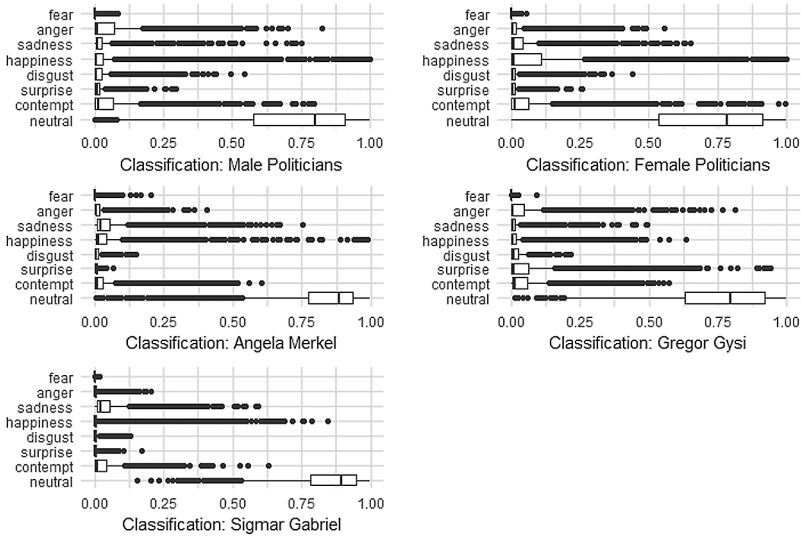 fear
anger
sadness
happiness
disgust
surprise
contempt
neutral
0.00 0.25 0.50 0.75 1.00
Classification: Male Politicians
fear
anger
sadness
happiness
disgust
surprise
contempt
neutral
0.00 0.25 0.50 0.75 1.00
Classification: Female Politicians
fear
anger
sadness
happiness
disgust
surprise
contempt
neutral
0.00 0.25 0.50 0.75 1.00
Classification: Angela Merkel
fear
anger
sadness
happiness
disgust
surprise
contempt
neutral
0.00 0.25 0.50 0.75 1.00
Classification: Gregor Gysi
fear
anger
sadness
happiness
disgust
surprise
contempt
neutral
0.00 0.25 0.50 0.75 1.00
Classification: Sigmar Gabriel